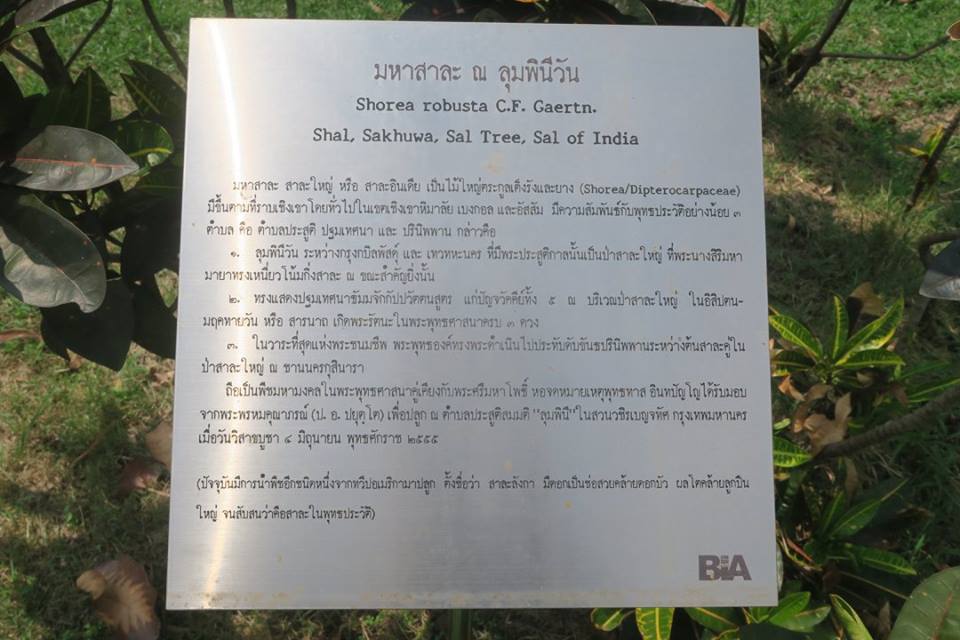 มหาสาละ ณ ลุมพินีวัน
Shorea robusta C.F. Gaertn.
Shal, Sakhuwa, Sal Tree, Sal of India
มหาสาละ สาละใหญ่ หรือ สาละอินเดีย เป็นไม้ใหญ่ตระกูลเต็งรังและยาง (Shorea/Dipterocarpaceae)
มีขึ้นตามที่ราบเชิงเขาโดยทั่วไปในเขตเชิงเขาหิมาลัย เบงกอล และอัสสัม มีความสัมพันธ์กับพุทธประวัติอย่างน้อย ๓
ตำบล คือ ตำบลประสูติ ปฐมเทศนา และ ปรินิพพาน กล่าวคือ
๑. ลุมพินีวัน ระหว่างกรุงกบิลพัสดุ์ และ เทวทหะนคร ที่มีพระประสูติกาลนั้นเป็นป่าสาละใหญ่ ที่พระนางสิริมหา
มายาทรงเหนี่ยวโน้มกิ่งสาละ ณ ขณะสำคัญยิ่งนั้น
๒. ทรงแสดงปฐมเทศนาธัมมจักกัปปวัตตนสูตร แก่ปัญจวัคคีย์ทั้ง ๕ ณ บริเวณป่าสาละใหญ่ ในอิสิปตน-
มฤคทายวัน หรือ สารนาถ เกิดพระรัตนะในพระพุทธศาสนาครบ ๓ ดวง
๓. ในวาระที่สุดแห่งพระชนมชีพ พระพุทธองค์ทรงพระดำเนินไปประทับดับขันธปรินิพพานระหว่างต้นสาละคู่ใน
ป่าสาละใหญ่ ณ ชานนครกุสินารา
ถือเป็นพืชมหามงคลในพระพุทธศาสนาคู่เคียงกับพระศรีมหาโพธิ์ หอจดหมายเหตุพุทธทาส อินทปัญโญได้รับมอบ
จากพระพรหมคุณาภรณ์ (ป. อ. ปยุตฺโต) เพื่อปลูก ณ ตำบลประสูติสมมติ "ลุมพินี"ในสวนวชิรเบญจทัศ กรุงเทพมหานคร
เมื่อวันวิสาขบูชา ๔ มิถุนายน พุทธศักราช ๒๕๕๕
(ปัจจุบันมีการนำพืชอีกชนิดหนึ่งจากทวีปอเมริกามาปลูก ตั้งชื่อว่า สาละลังกา มีดอกเป็นช่อสวยคล้ายดอกบัว ผลโตคล้ายลูกปืน
ใหญ่ จนสับสนว่าคือสาละในพุทธประวัติ)
BIA